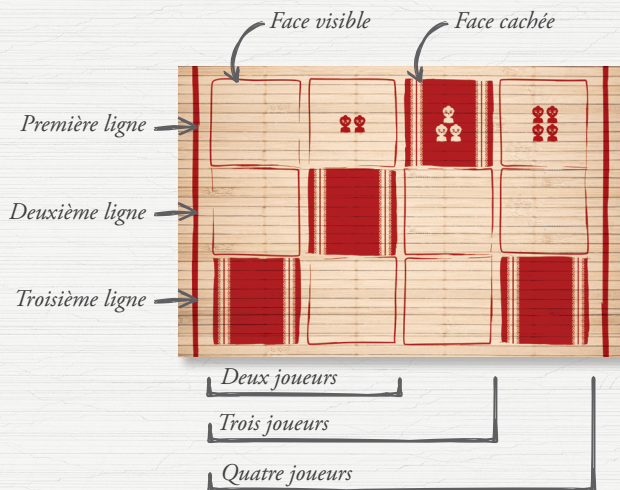 Face visible
Face cachée
Première ligne
Deuxième ligne
Troisième ligne
Deux joueurs
Trois joueurs
Quatre joueurs